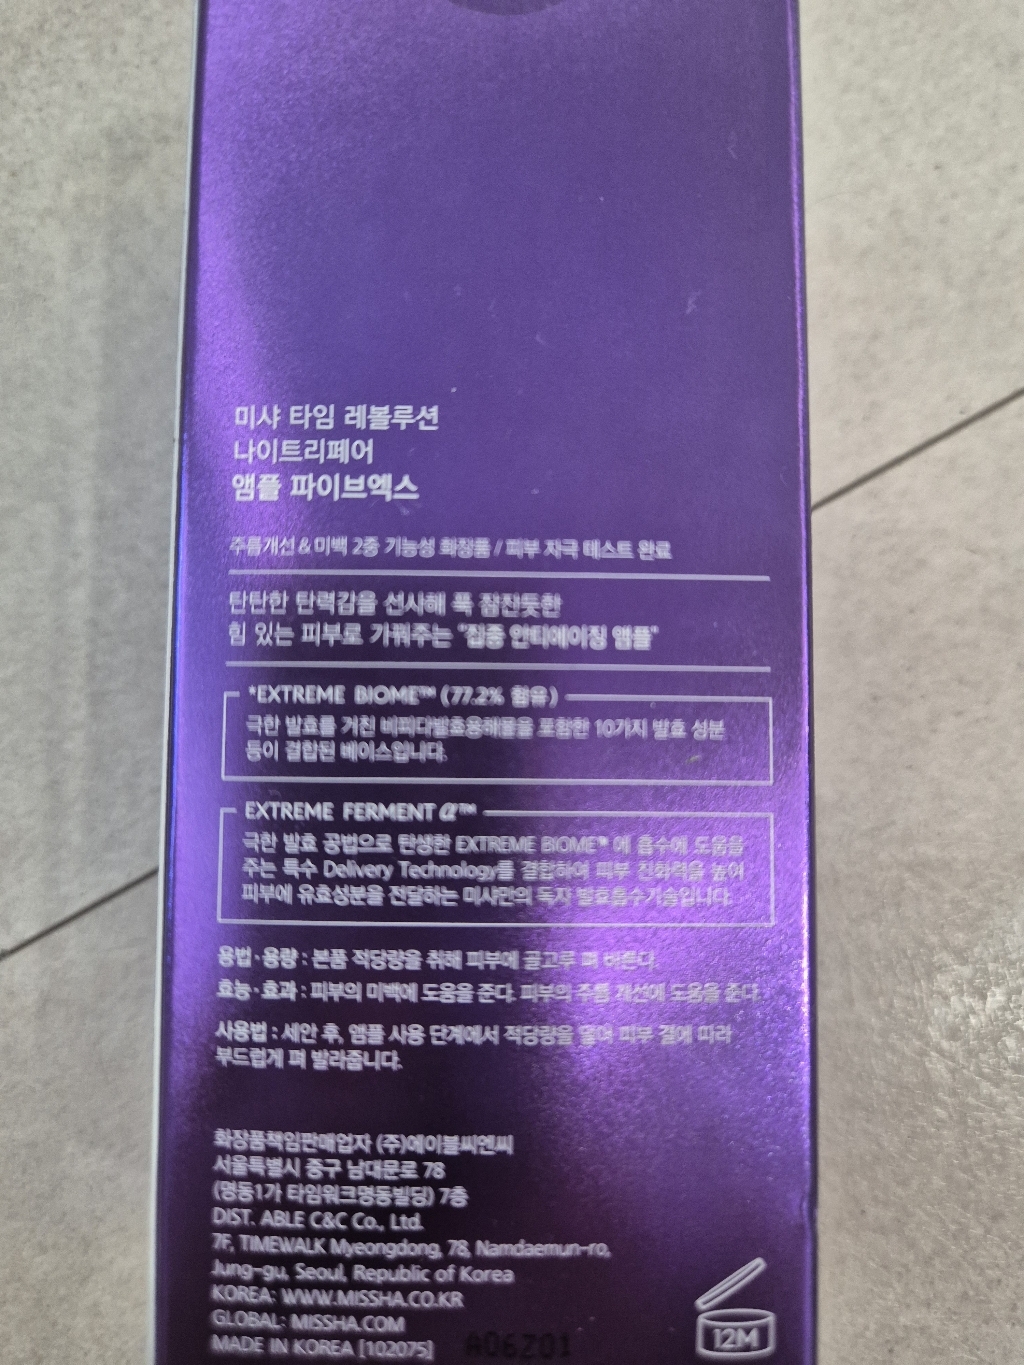 미샤 타임 레볼루션
나이트리페어
앰플 파이브엑스
주름개선&미백 2중 기능성 화장품 / 피부 자극 테스트 완료
탄탄한 탄력감을 선사해 푹 잠잔듯한
힘 있는 피부로 가꿔주는 "집중 안티에이징 앰플"
*EXTREME BIOME™ (77.2% 함유)
극한 발효를 거친 비피다발효용해물을 포함한 10가지 발효 성분
등이 결합된 베이스입니다.
EXTREME FERMENT α™
극한 발효 공법으로 탄생한 EXTREME BIOME™ 에 흡수에 도움을
주는 특수 Delivery Technology를 결합하여 피부 친화력을 높여
피부에 유효성분을 전달하는 미샤만의 독자 발효흡수기술입니다.
용법·용량 : 본품 적당량을 취해 피부에 골고루 펴 바른다.
효능·효과 : 피부의 미백에 도움을 준다. 피부의 주름 개선에 도움을 준다.
사용법 : 세안 후, 앰플 사용 단계에서 적당량을 덜어 피부 결에 따라
부드럽게 펴 발라줍니다.
화장품책임판매업자 (주)에이블씨엔씨
서울특별시 중구 남대문로 78
(명동1가 타임워크명동빌딩) 7층
DIST. ABLE C&C Co., Ltd.
7F, TIMEWALK Myeongdong, 78, Namdaemun-ro,
Jung-gu, Seoul, Republic of Korea
KOREA: WWW.MISSHA.CO.KR
GLOBAL: MISSHA.COM
MADE IN KOREA [102075] A06Z01
12M